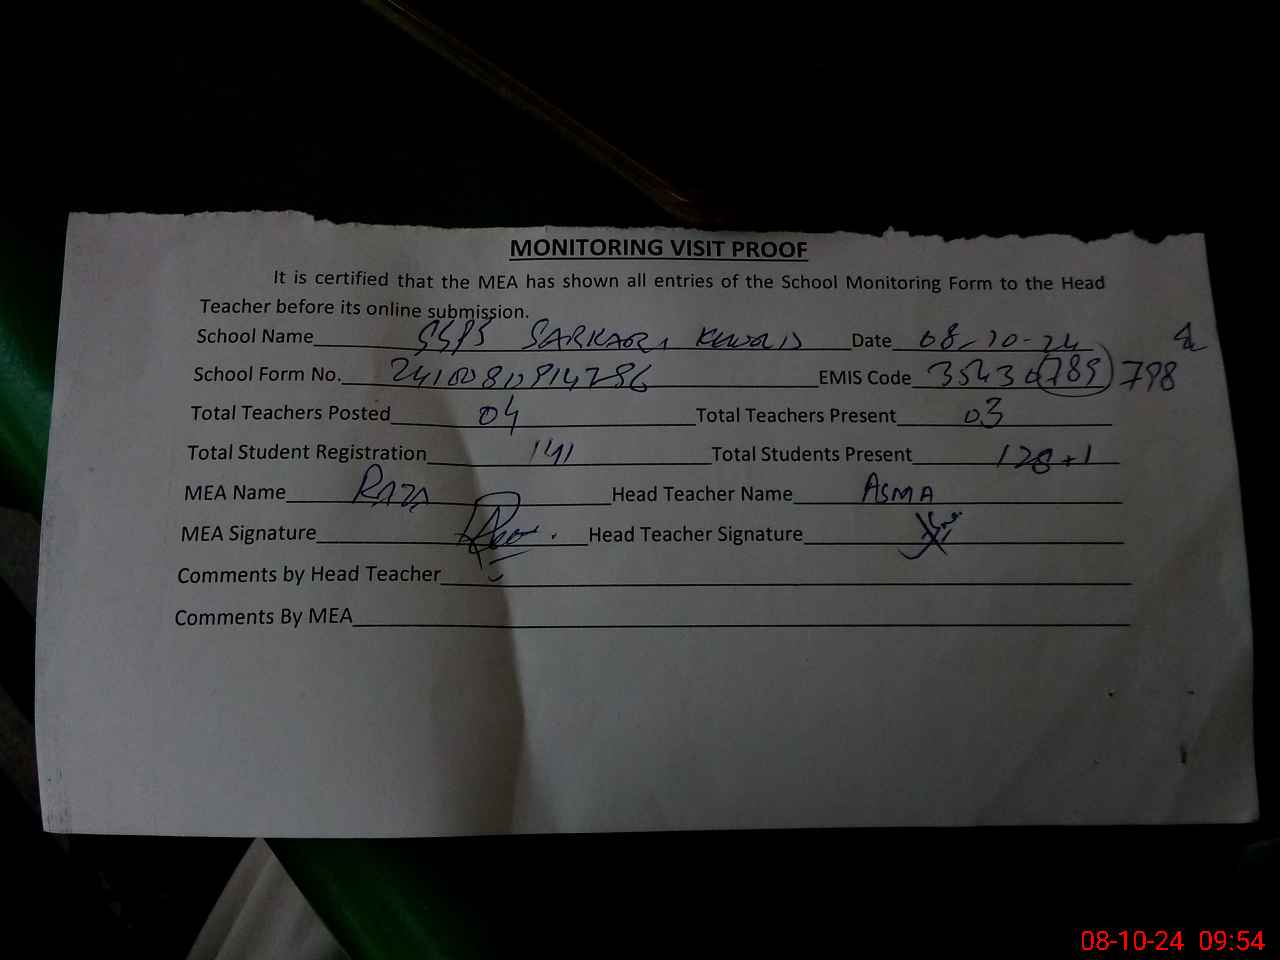 MONITORING VISIT PROOF
It is certified that the MEA has shown all entries of the School Monitoring Form to the Head
Teacher before its online submission.
School Name SARKARI Date 08-10-24
School Form No. EMIS Code 35430789 798
Total Teachers Posted 04 Total Teachers Present 03
Total Student Registration 141 Total Students Present 128+1
MEA Name RAZA Head Teacher Name ASMA
MEA Signature Head Teacher Signature
Comments by Head Teacher
Comments By MEA
08-10-24 09:54